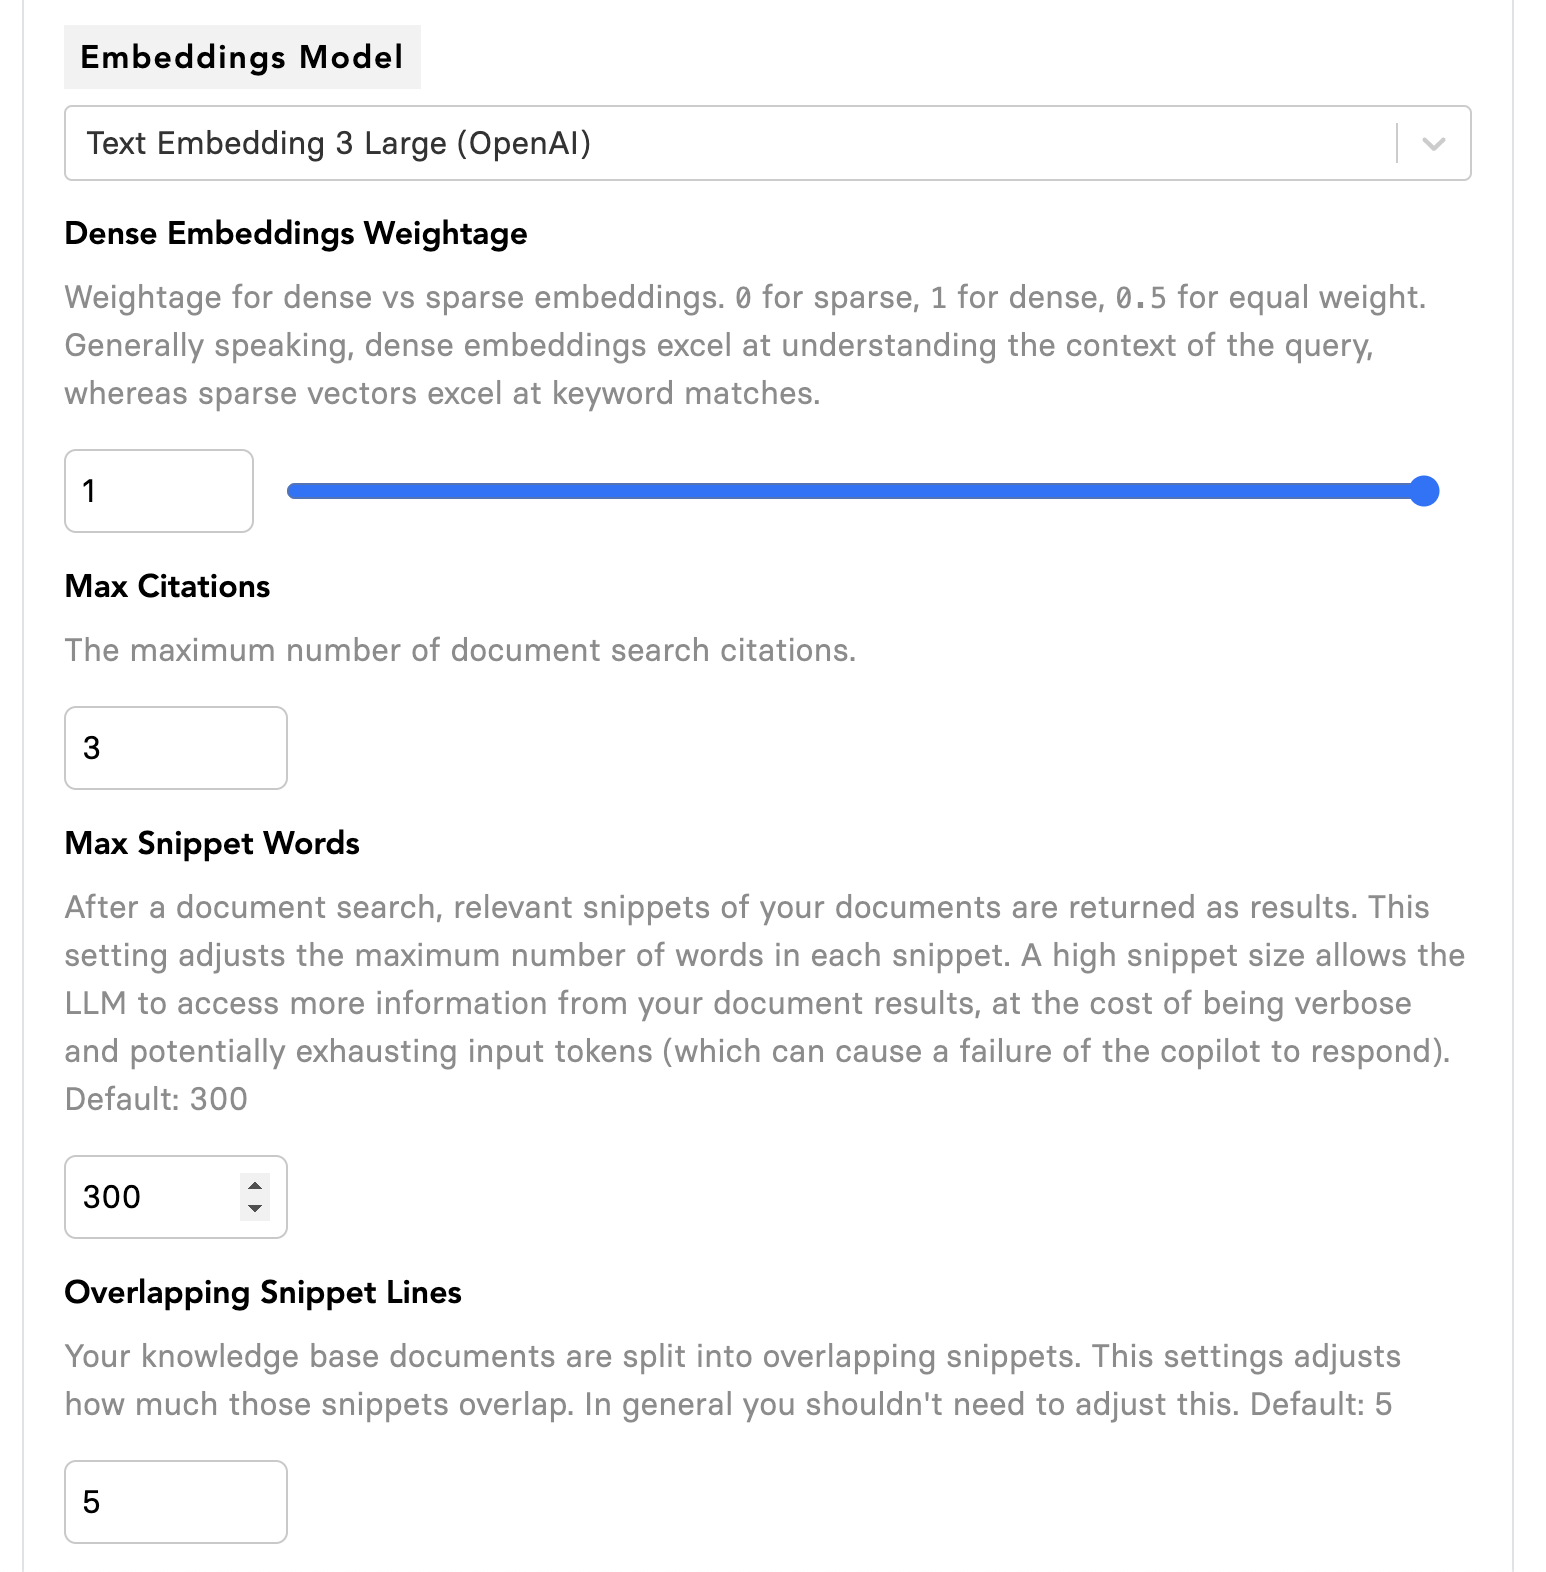 Embeddings Model
Text Embedding 3 Large (OpenAI)
Dense Embeddings Weightage
Weightage for dense vs sparse embeddings. 0 for sparse, 1 for dense, 0.5 for equal weight.
Generally speaking, dense embeddings excel at understanding the context of the query,
whereas sparse vectors excel at keyword matches.
1
Max Citations
The maximum number of document search citations.
3
Max Snippet Words
After a document search, relevant snippets of your documents are returned as results. This
setting adjusts the maximum number of words in each snippet. A high snippet size allows the
LLM to access more information from your document results, at the cost of being verbose
and potentially exhausting input tokens (which can cause a failure of the copilot to respond).
Default: 300
300
Overlapping Snippet Lines
Your knowledge base documents are split into overlapping snippets. This settings adjusts
how much those snippets overlap. In general you shouldn't need to adjust this. Default: 5
5